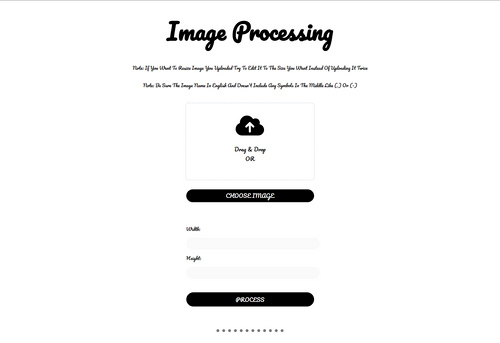 Image Processing
Note: If You Want To Resize Image You Uploaded Try To Edit It To The Size You Want Instead Of Uploading It Twice
Note: Be Sure The Image Name In English And Doesn't Include Any Symbols In The Middle Like (.) Or (-)
Drag & Drop
OR
CHOOSE IMAGE
Width:
Height:
PROCESS